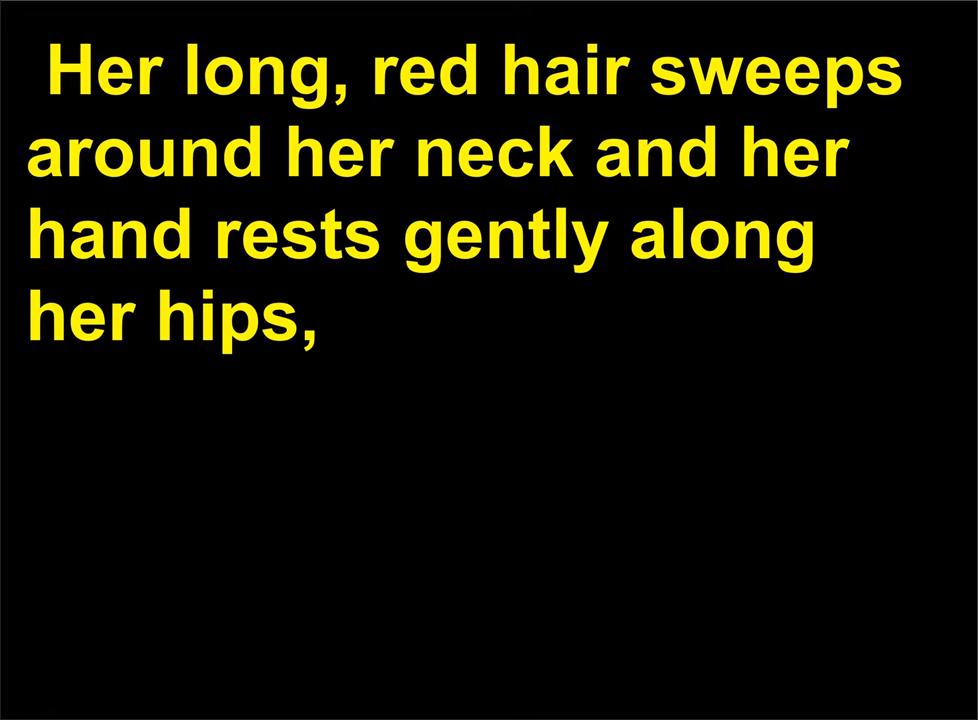 Her long, red hair sweeps
around her neck and her
hand rests gently along
her hips,